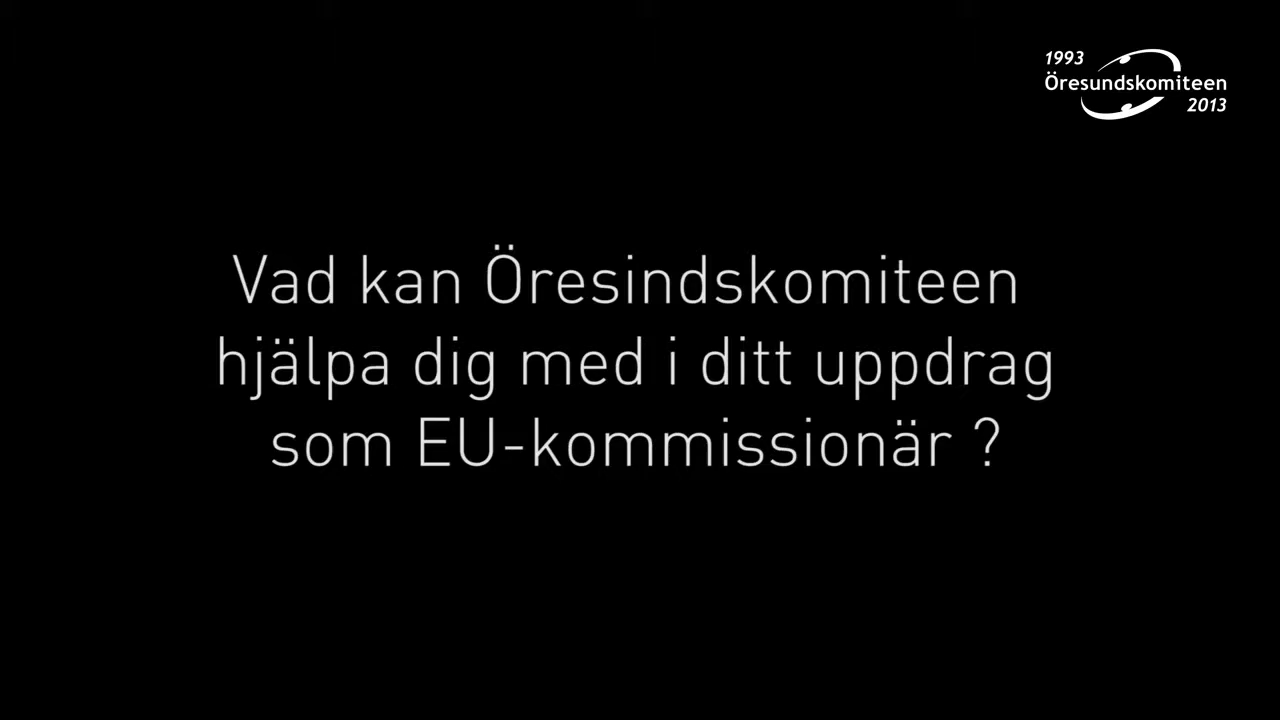 1993
Öresundskomiteen
2013
Vad kan Öresindskomiteen
hjälpa dig med i ditt uppdrag
som EU-kommissionär ?